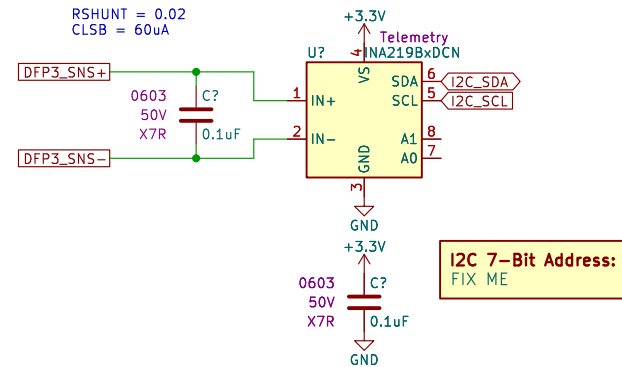 RSHUNT = 0.02
CLSB = 60uA
+3.3V
Telemetry
U?
INA219BxDCN
4
VS
DFP3_SNS+
6
SDA
I2C_SDA
0603
C?
1
IN+
5
SCL
I2C_SCL
50V
X7R
0.1uF
2
IN-
8
A1
7
A0
DFP3_SNS-
GND
3
GND
+3.3V
I2C 7-Bit Address:
FIX ME
0603
C?
50V
X7R
0.1uF
GND